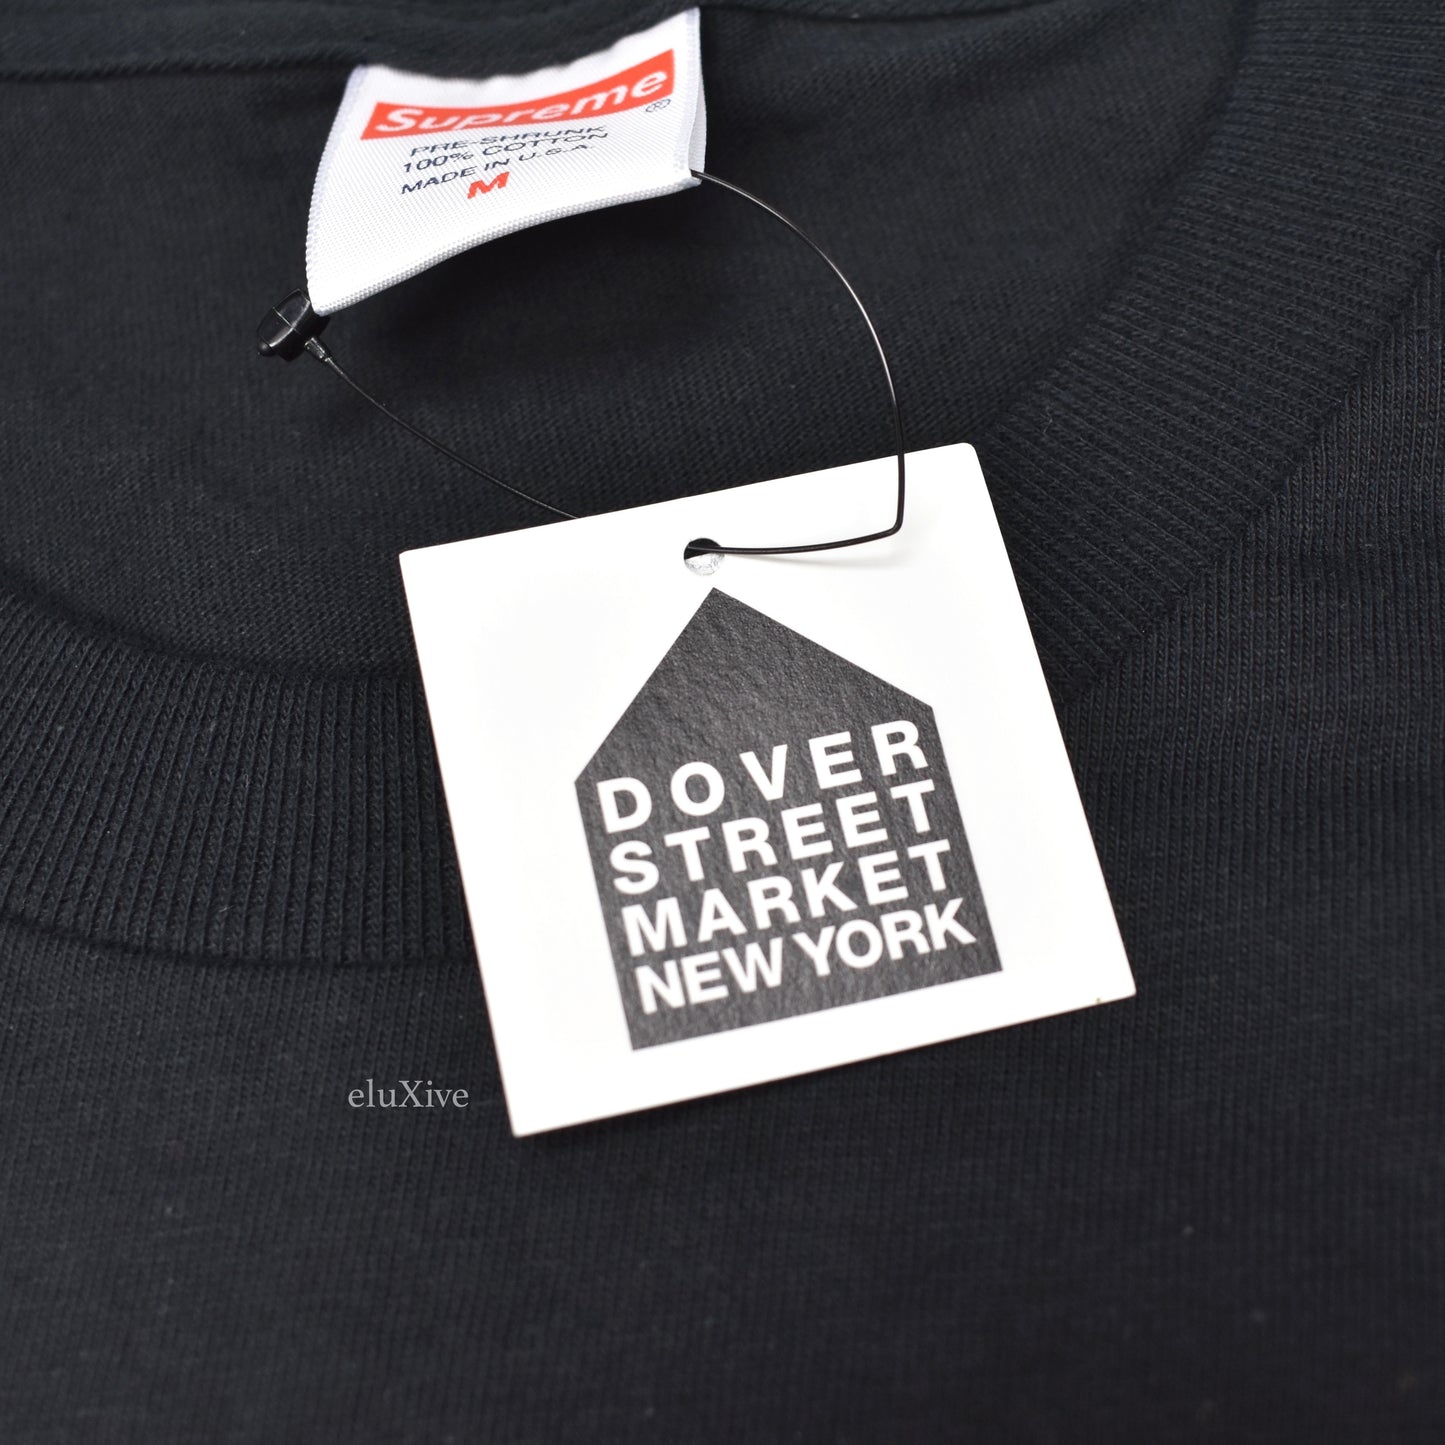 Supreme®
PRE-SHRUNK
100% COTTON
MADE IN U.S.A.
M
DOVER
STREET
MARKET
NEW YORK
eluXive